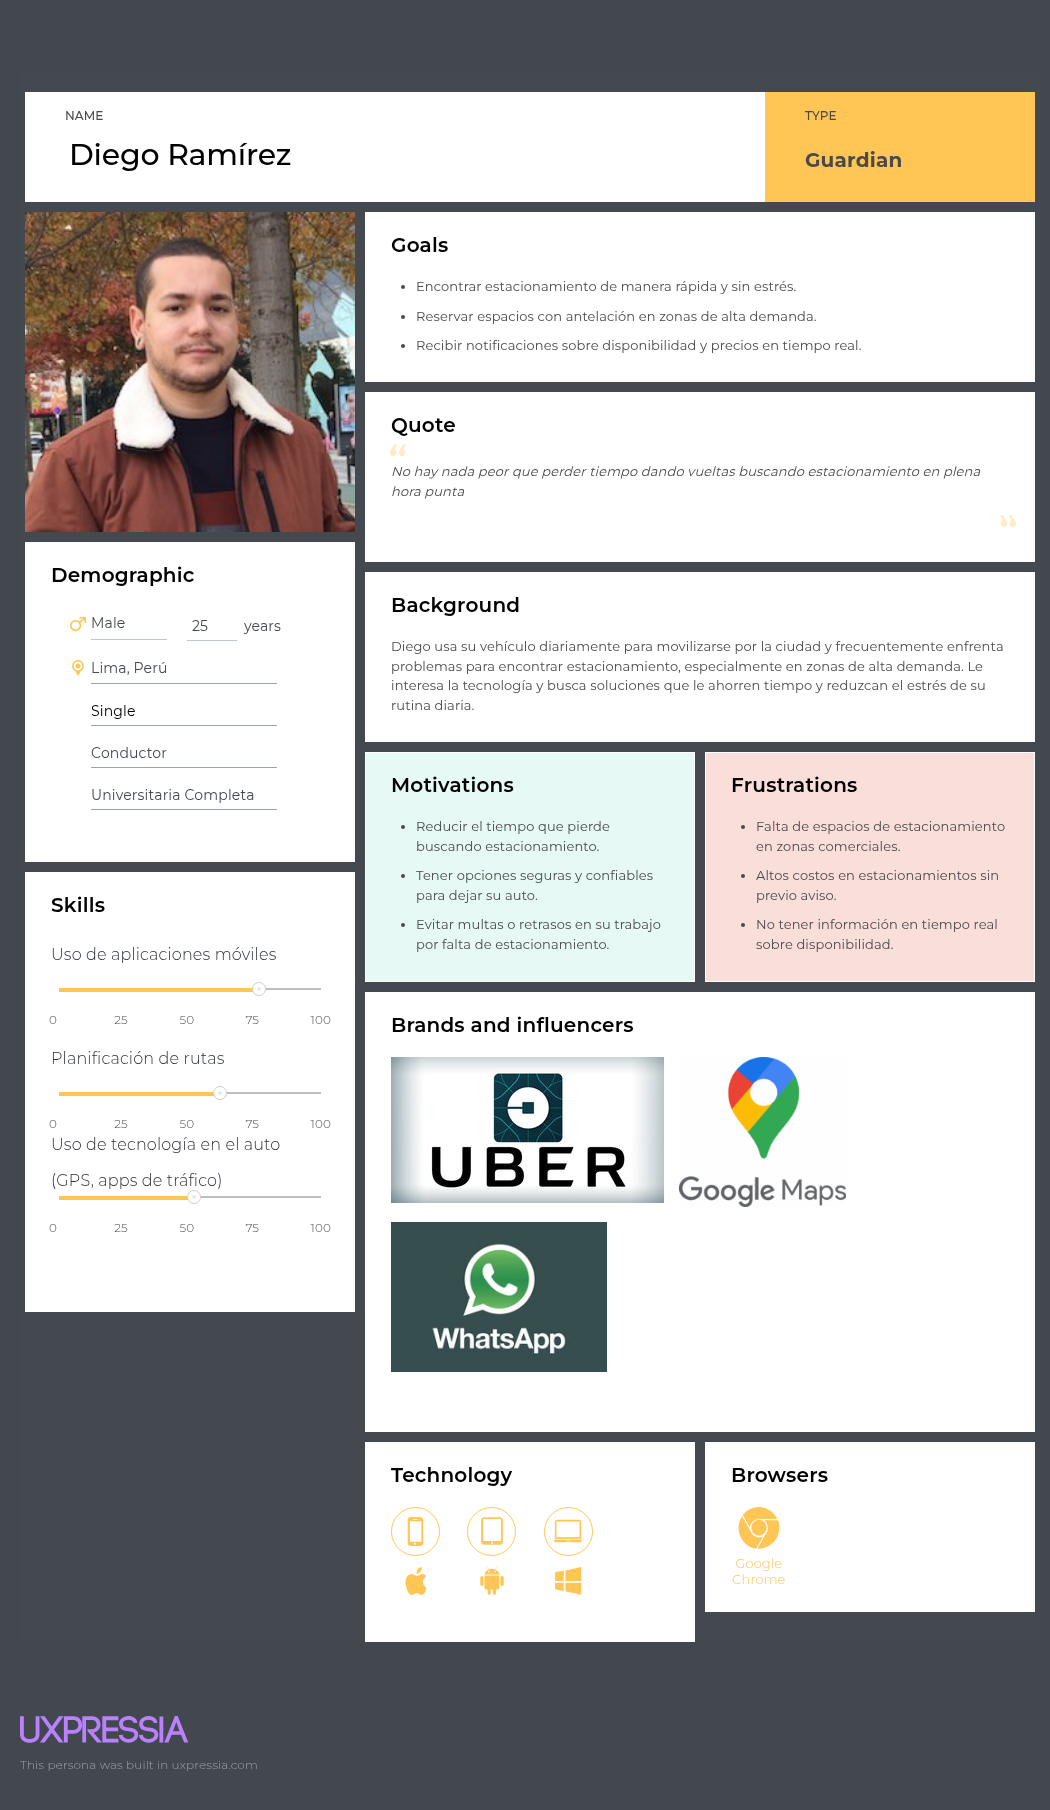 NAME
Diego Ramírez
TYPE
Guardian
Goals
Encontrar estacionamiento de manera rápida y sin estrés.
Reservar espacios con antelación en zonas de alta demanda.
Recibir notificaciones sobre disponibilidad y precios en tiempo real.
Quote
“
No hay nada peor que perder tiempo dando vueltas buscando estacionamiento en plena
hora punta
”
Demographic
Male
25 years
Lima, Perú
Single
Conductor
Universitaria Completa
Background
Diego usa su vehículo diariamente para movilizarse por la ciudad y frecuentemente enfrenta
problemas para encontrar estacionamiento, especialmente en zonas de alta demanda. Le
interesa la tecnología y busca soluciones que le ahorren tiempo y reduzcan el estrés de su
rutina diaria.
Motivations
Reducir el tiempo que pierde
buscando estacionamiento.
Tener opciones seguras y confiables
para dejar su auto.
Evitar multas o retrasos en su trabajo
por falta de estacionamiento.
Frustrations
Falta de espacios de estacionamiento
en zonas comerciales.
Altos costos en estacionamientos sin
previo aviso.
No tener información en tiempo real
sobre disponibilidad.
Skills
Uso de aplicaciones móviles
0 25 50 75 100
Planificación de rutas
0 25 50 75 100
Uso de tecnología en el auto
(GPS, apps de tráfico)
0 25 50 75 100
Brands and influencers
UBER
Google Maps
WhatsApp
Technology
Browsers
Google
Chrome
UXPRESSIA
This persona was built in uxpressia.com